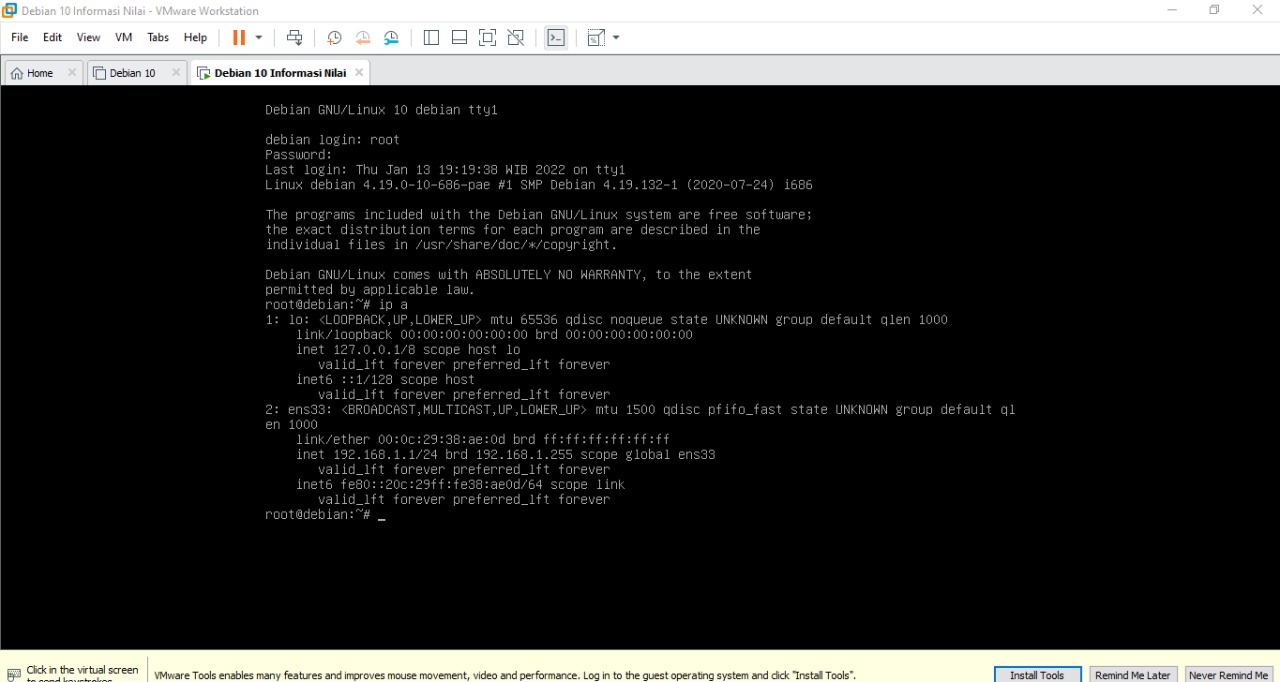 Debian 10 Informasi Nilai - VMware Workstation
File Edit View VM Tabs Help
Home Debian 10 Debian 10 Informasi Nilai
Debian GNU/Linux 10 debian tty1
debian login: root
Password:
Last login: Thu Jan 13 19:19:38 WIB 2022 on tty1
Linux debian 4.19.0-10-686-pae #1 SMP Debian 4.19.132-1 (2020-07-24) i686
The programs included with the Debian GNU/Linux system are free software;
the exact distribution terms for each program are described in the
individual files in /usr/share/doc/*/copyright.
Debian GNU/Linux comes with ABSOLUTELY NO WARRANTY, to the extent
permitted by applicable law.
root@debian:~# ip a
1: lo: <LOOPBACK,UP,LOWER_UP> mtu 65536 qdisc noqueue state UNKNOWN group default qlen 1000
link/loopback 00:00:00:00:00:00 brd 00:00:00:00:00:00
inet 127.0.0.1/8 scope host lo
valid_lft forever preferred_lft forever
inet6 ::1/128 scope host
valid_lft forever preferred_lft forever
2: ens33: <BROADCAST,MULTICAST,UP,LOWER_UP> mtu 1500 qdisc pfifo_fast state UNKNOWN group default ql
en 1000
link/ether 00:0c:29:38:ae:0d brd ff:ff:ff:ff:ff:ff
inet 192.168.1.1/24 brd 192.168.1.255 scope global ens33
valid_lft forever preferred_lft forever
inet6 fe80::20c:29ff:fe38:ae0d/64 scope link
valid_lft forever preferred_lft forever
root@debian:~# _
Click in the virtual screen
to send keystrokes
VMware Tools enables many features and improves mouse movement, video and performance. Log in to the guest operating system and click "Install Tools".
Install Tools Remind Me Later Never Remind Me